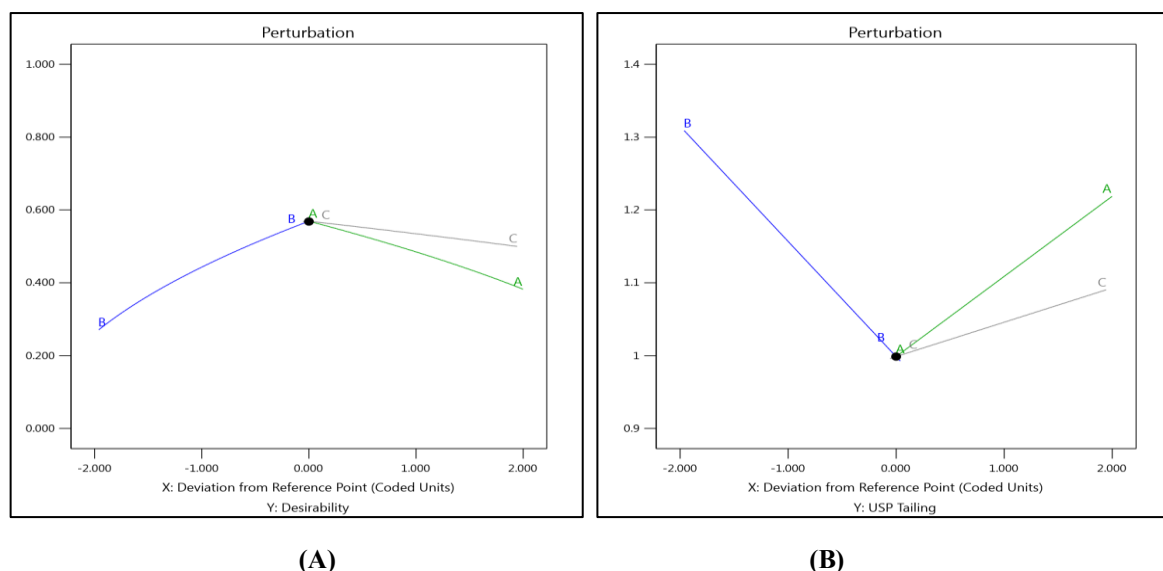 Perturbation
1.000
0.800
0.600
0.400
0.200
0.000
B
B
A
C
C
A
-2.000 -1.000 0.000 1.000 2.000
X: Deviation from Reference Point (Coded Units)
Y: Desirability
(A)
Perturbation
1.4
1.3
1.2
1.1
1
0.9
B
B
A
C
A
C
-2.000 -1.000 0.000 1.000 2.000
X: Deviation from Reference Point (Coded Units)
Y: USP Tailing
(B)